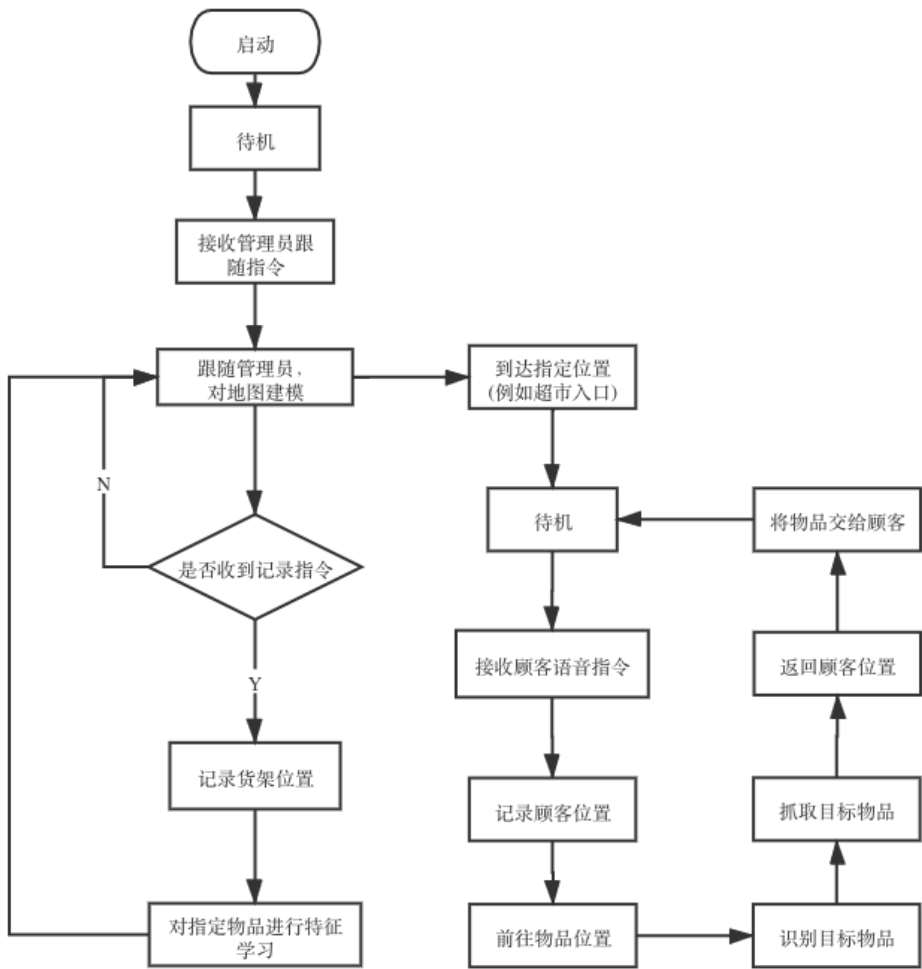 启动
待机
接收管理员跟
随指令
跟随管理员，
对地图建模
N
是否收到记录指令
Y
记录货架位置
对指定物品进行特征
学习
到达指定位置
(例如超市入口)
待机
接收顾客语音指令
记录顾客位置
前往物品位置
识别目标物品
抓取目标物品
返回顾客位置
将物品交给顾客